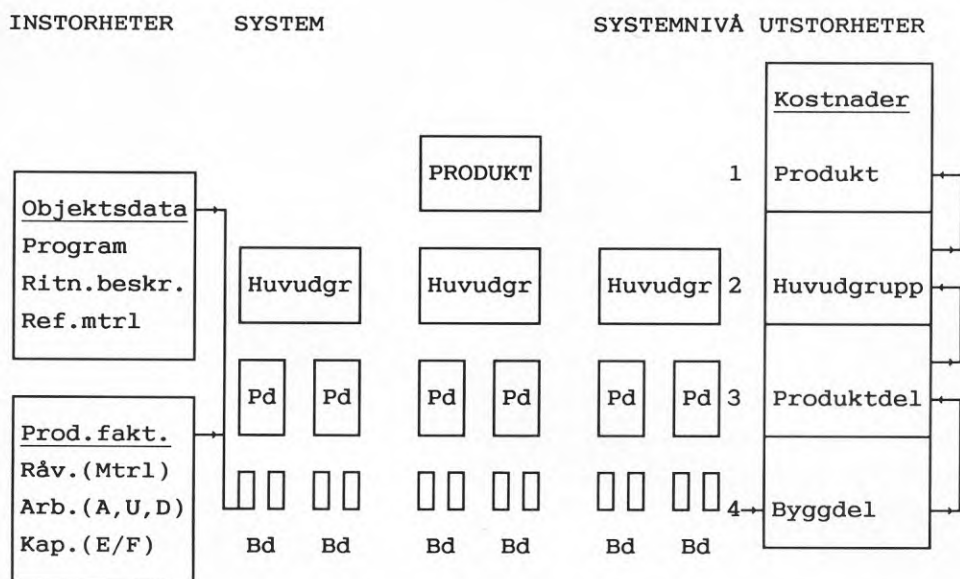 INSTORHETER SYSTEM SYSTEMNIVÅ UTSTORHETER
Kostnader
PRODUKT 1 Produkt
Objektsdata
Program
Ritn.beskr. Huvudgr Huvudgr Huvudgr 2 Huvudgrupp
Ref.mtrl
Pd Pd Pd Pd Pd Pd 3 Produktdel
Prod.fakt.
Råv.(Mtrl)
Arb.(A,U,D) 4 Byggdel
Kap.(E/F) Bd Bd Bd Bd Bd Bd